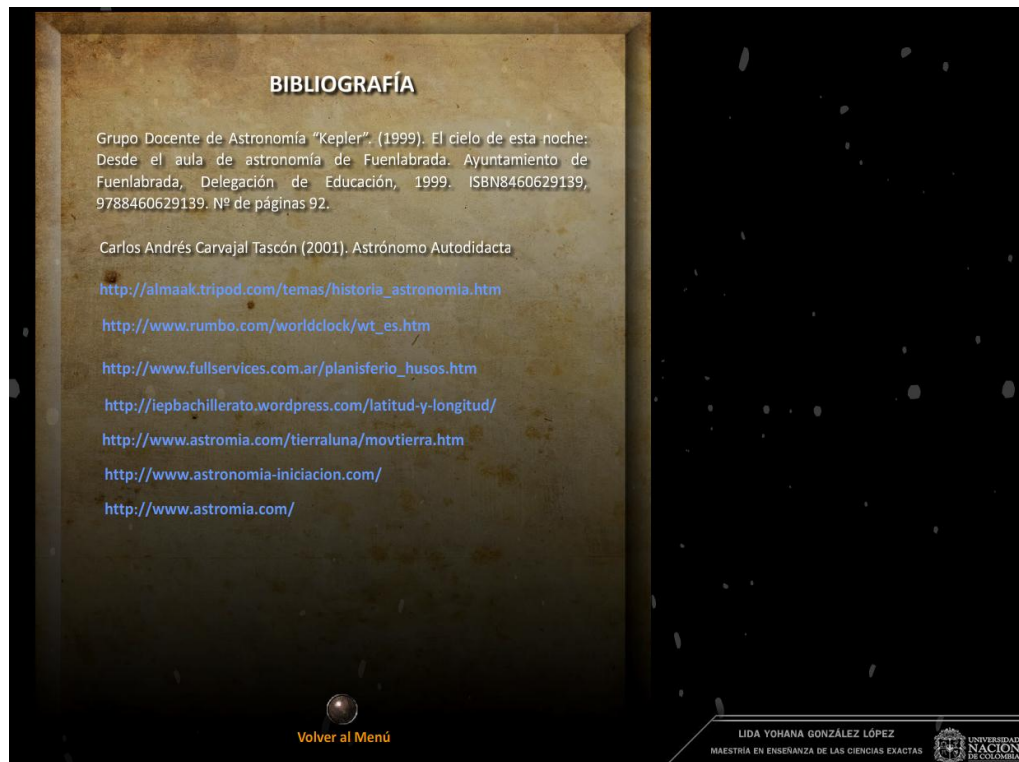 BIBLIOGRAFÍA
Grupo Docente de Astronomía “Kepler”. (1999). El cielo de esta noche:
Desde el aula de astronomía de Fuenlabrada. Ayuntamiento de
Fuenlabrada, Delegación de Educación, 1999. ISBN8460629139,
9788460629139. Nº de páginas 92.
Carlos Andrés Carvajal Tascón (2001). Astrónomo Autodidacta
http://almaak.tripod.com/temas/historia_astronomia.htm
http://www.rumbo.com/worldclock/wt_es.htm
http://www.fullservices.com.ar/planisferio_husos.htm
http://iepbachillerato.wordpress.com/latitud-y-longitud/
http://www.astromia.com/tierraluna/movtierra.htm
http://www.astronomia-iniciacion.com/
http://www.astromia.com/
Volver al Menú
LIDA YOHANA GONZÁLEZ LÓPEZ
MAESTRÍA EN ENSEÑANZA DE LAS CIENCIAS EXACTAS
UNIVERSIDAD
NACION
DE COLOMBIA